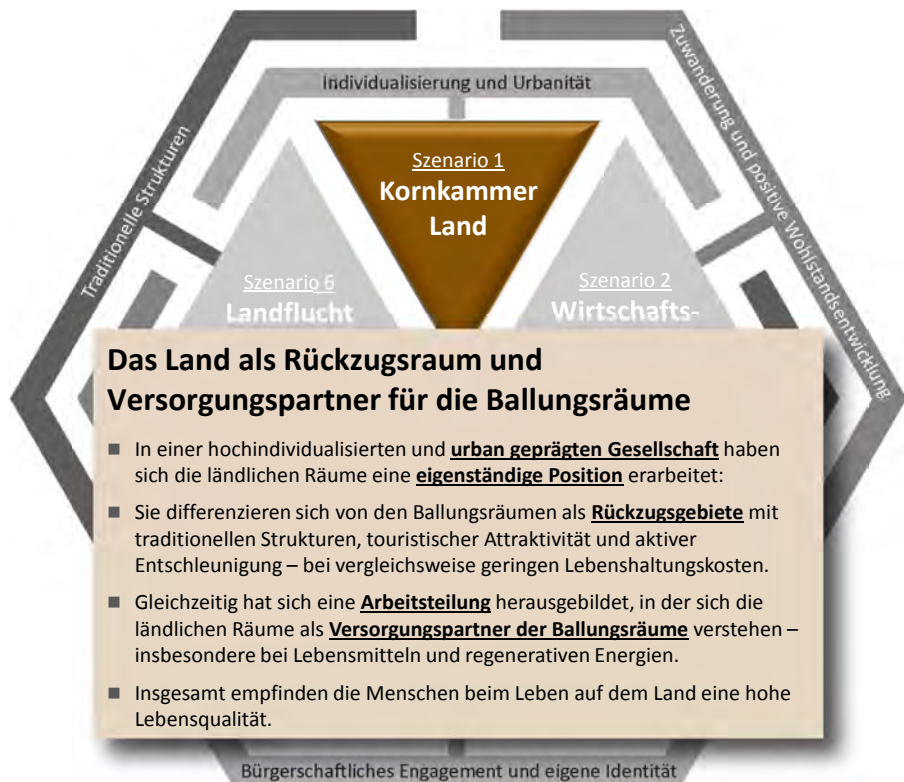 Individualisierung und Urbanität
Zuwanderung und positive Wohlstandsentwicklung
Traditionelle Strukturen
Szenario 1
Kornkammer
Land
Szenario 6
Landflucht
Szenario 2
Wirtschafts-
Das Land als Rückzugsraum und
Versorgungspartner für die Ballungsräume
■ In einer hochindividualisierten und urban geprägten Gesellschaft haben
sich die ländlichen Räume eine eigenständige Position erarbeitet:
■ Sie differenzieren sich von den Ballungsräumen als Rückzugsgebiete mit
traditionellen Strukturen, touristischer Attraktivität und aktiver
Entschleunigung – bei vergleichsweise geringen Lebenshaltungskosten.
■ Gleichzeitig hat sich eine Arbeitsteilung herausgebildet, in der sich die
ländlichen Räume als Versorgungspartner der Ballungsräume verstehen –
insbesondere bei Lebensmitteln und regenerativen Energien.
■ Insgesamt empfinden die Menschen beim Leben auf dem Land eine hohe
Lebensqualität.
Bürgerschaftliches Engagement und eigene Identität